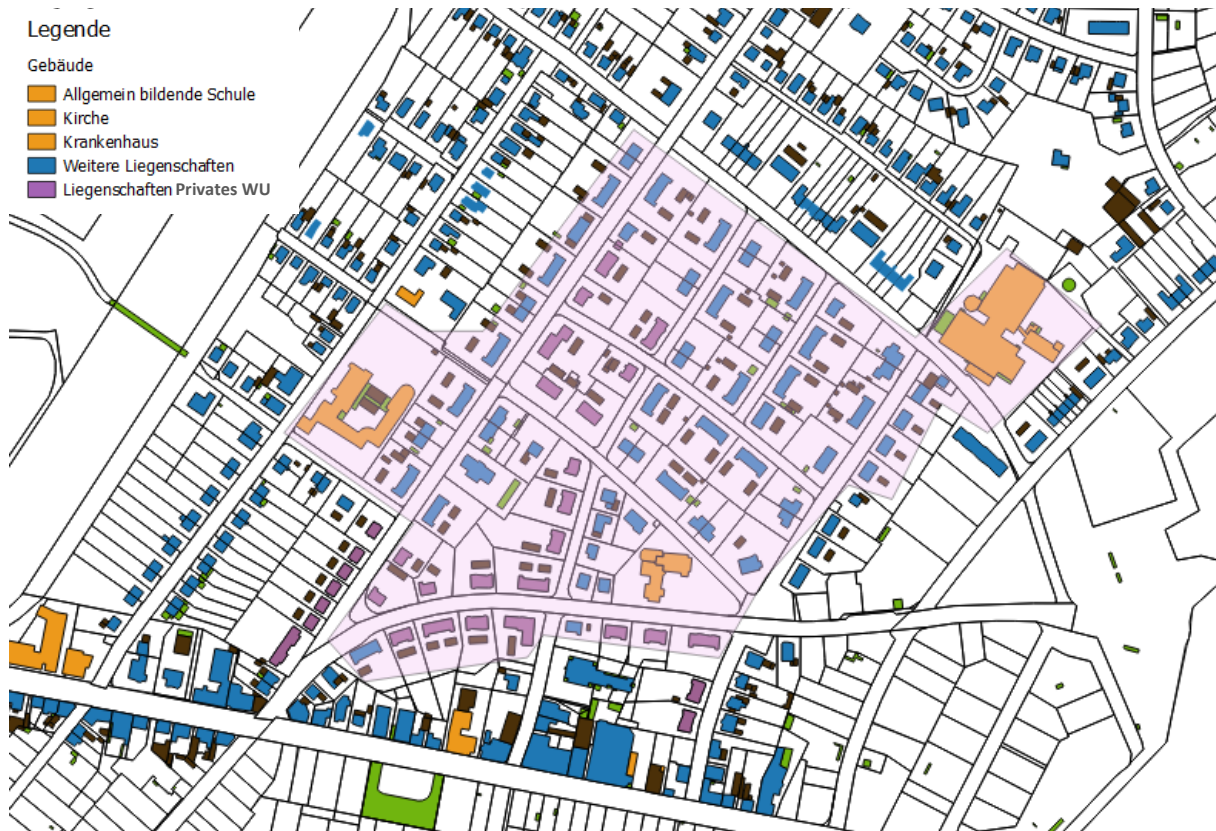 Legende
Gebäude
Allgemein bildende Schule
Kirche
Krankenhaus
Weitere Liegenschaften
Liegenschaften Privates WU